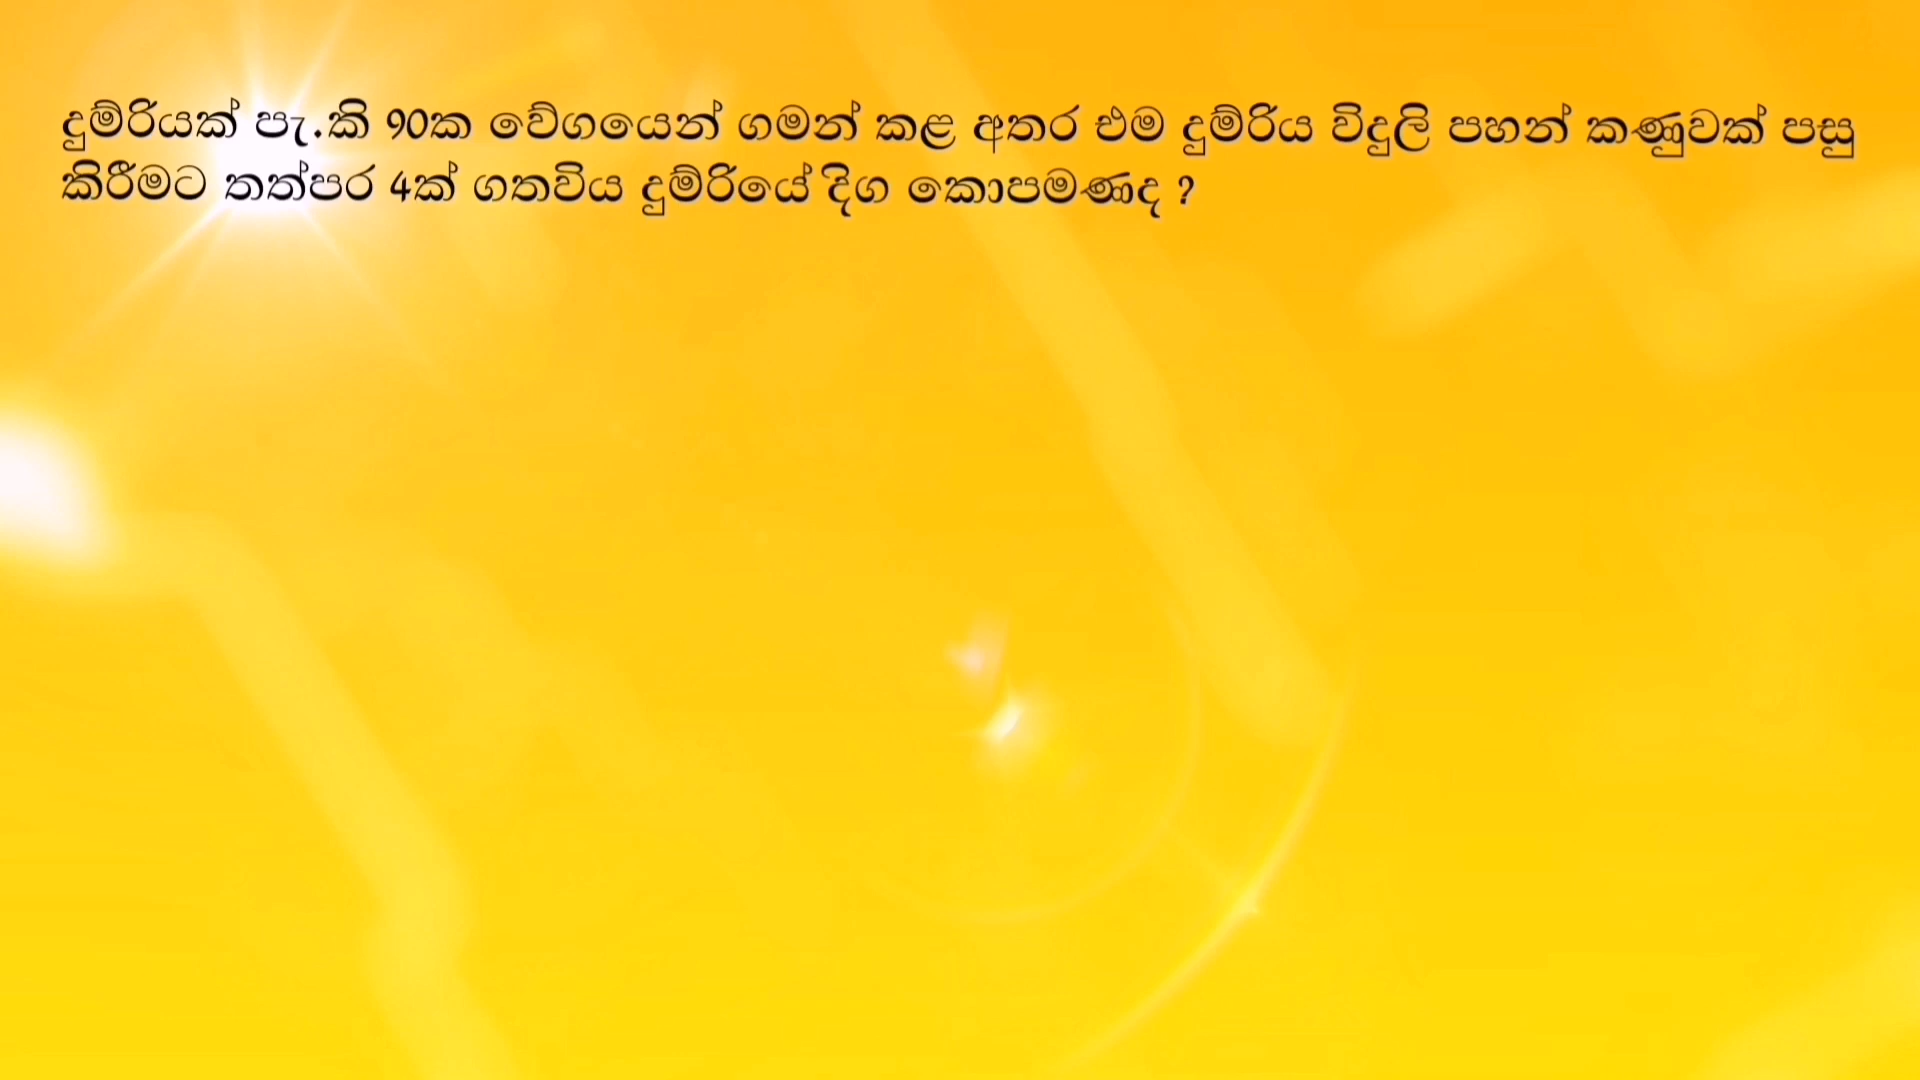 දුම්රියක් පැ.කි 90ක වේගයෙන් ගමන් කළ අතර එම දුම්රිය විදුලි පහන් කණුවක් පසු
කිරීමට තත්පර 4ක් ගතවිය දුම්රියේ දිග කොපමණද ?